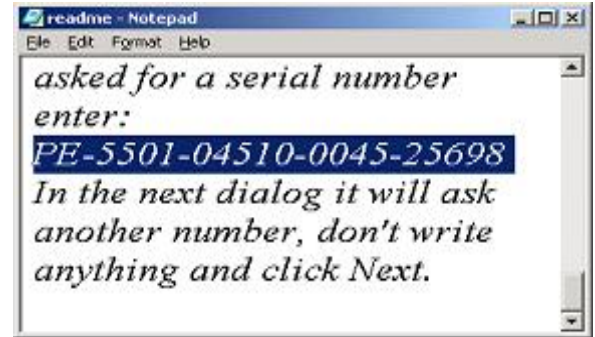 readme - Notepad
File Edit Format Help
asked for a serial number
enter:
PE-5501-04510-0045-25698
In the next dialog it will ask
another number, don't write
anything and click Next.